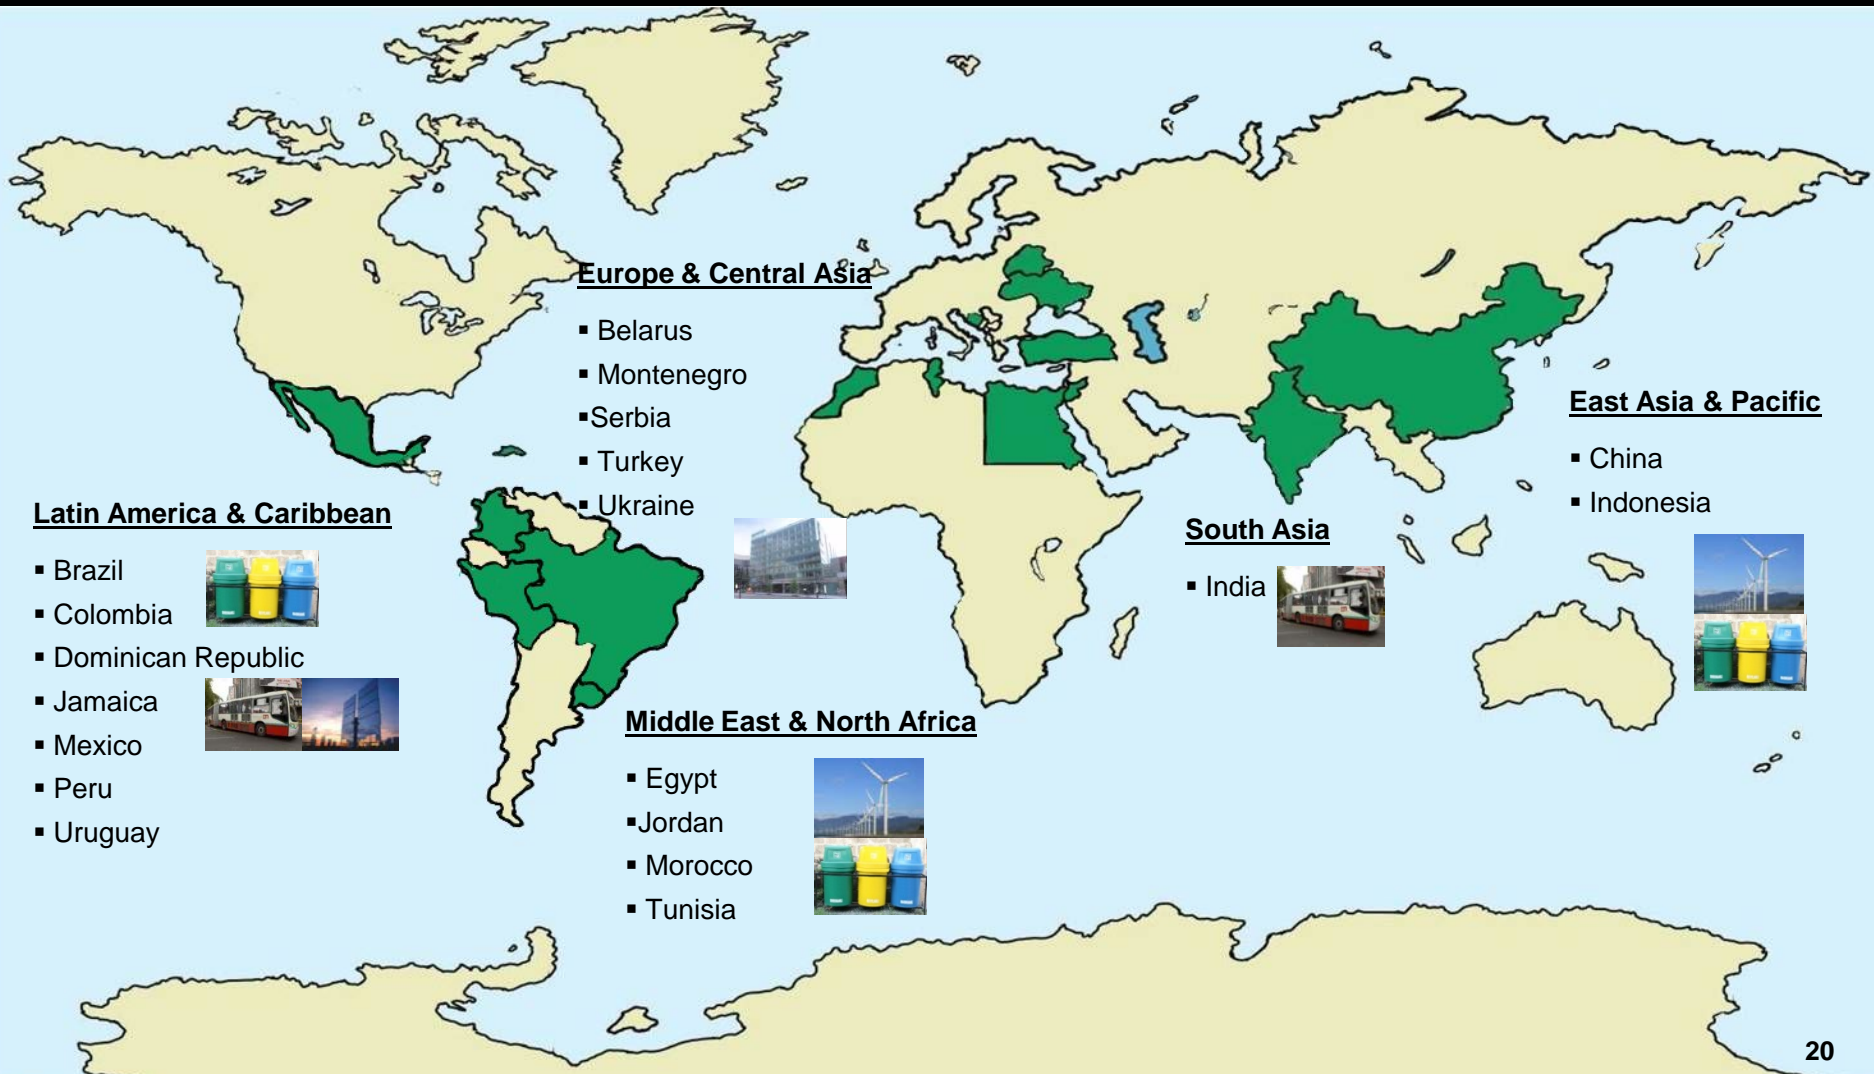 Europe & Central Asia
▪ Belarus
▪ Montenegro
▪Serbia
▪ Turkey
▪ Ukraine
East Asia & Pacific
▪ China
▪ Indonesia
Latin America & Caribbean
▪ Brazil
▪ Colombia
▪ Dominican Republic
▪ Jamaica
▪ Mexico
▪ Peru
▪ Uruguay
South Asia
▪ India
Middle East & North Africa
▪ Egypt
▪Jordan
▪ Morocco
▪ Tunisia
20